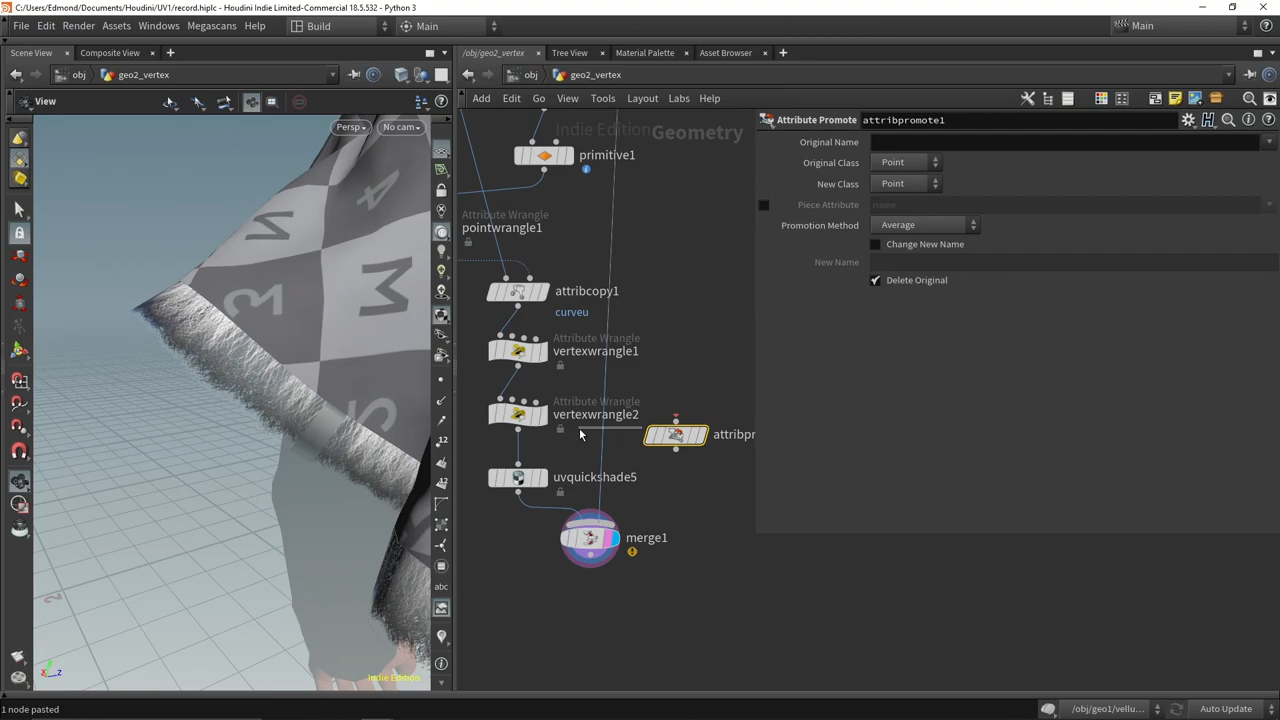 C:/Users/Edmond/Documents/Houdini/UV1/record.hiplc - Houdini Indie Limited-Commercial 18.5.532 - Python 3
File Edit Render Assets Windows Megascans Help Build Main Main
Scene View Composite View
/obj/geo2_vertex Tree View Material Palette Asset Browser
obj geo2_vertex
obj geo2_vertex
View
Add Edit Go View Tools Layout Labs Help
Persp No cam
Indie Edition Geometry
Attribute Promote attribpromote1
Original Name
Original Class Point
New Class Point
Piece Attribute name
Promotion Method Average
Change New Name
New Name
Delete Original
primitive1
Attribute Wrangle
pointwrangle1
attribcopy1
curveu
Attribute Wrangle
vertexwrangle1
Attribute Wrangle
vertexwrangle2
attribpr
uvquickshade5
merge1
4
12
12
abc
Z
Indie Edition
1 node pasted
/obj/geo1/vellu...
Auto Update